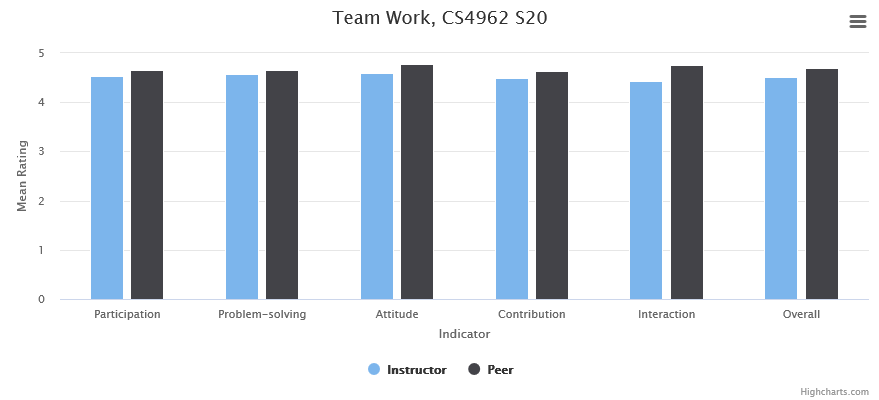 Team Work, CS4962 S20
5
4
3
2
1
0
Mean Rating
Participation
Problem-solving
Attitude
Contribution
Interaction
Overall
Indicator
Instructor
Peer
Highcharts.com